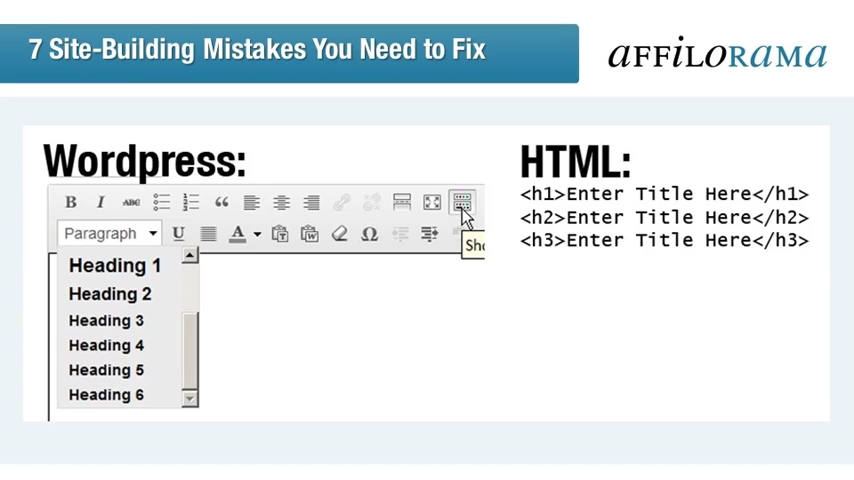 7 Site-Building Mistakes You Need to Fix
AFFILORAMA
Wordpress:
B I ABC
Paragraph U A T W Ω
Sho
Heading 1
Heading 2
Heading 3
Heading 4
Heading 5
Heading 6
HTML:
<h1>Enter Title Here</h1>
<h2>Enter Title Here</h2>
<h3>Enter Title Here</h3>